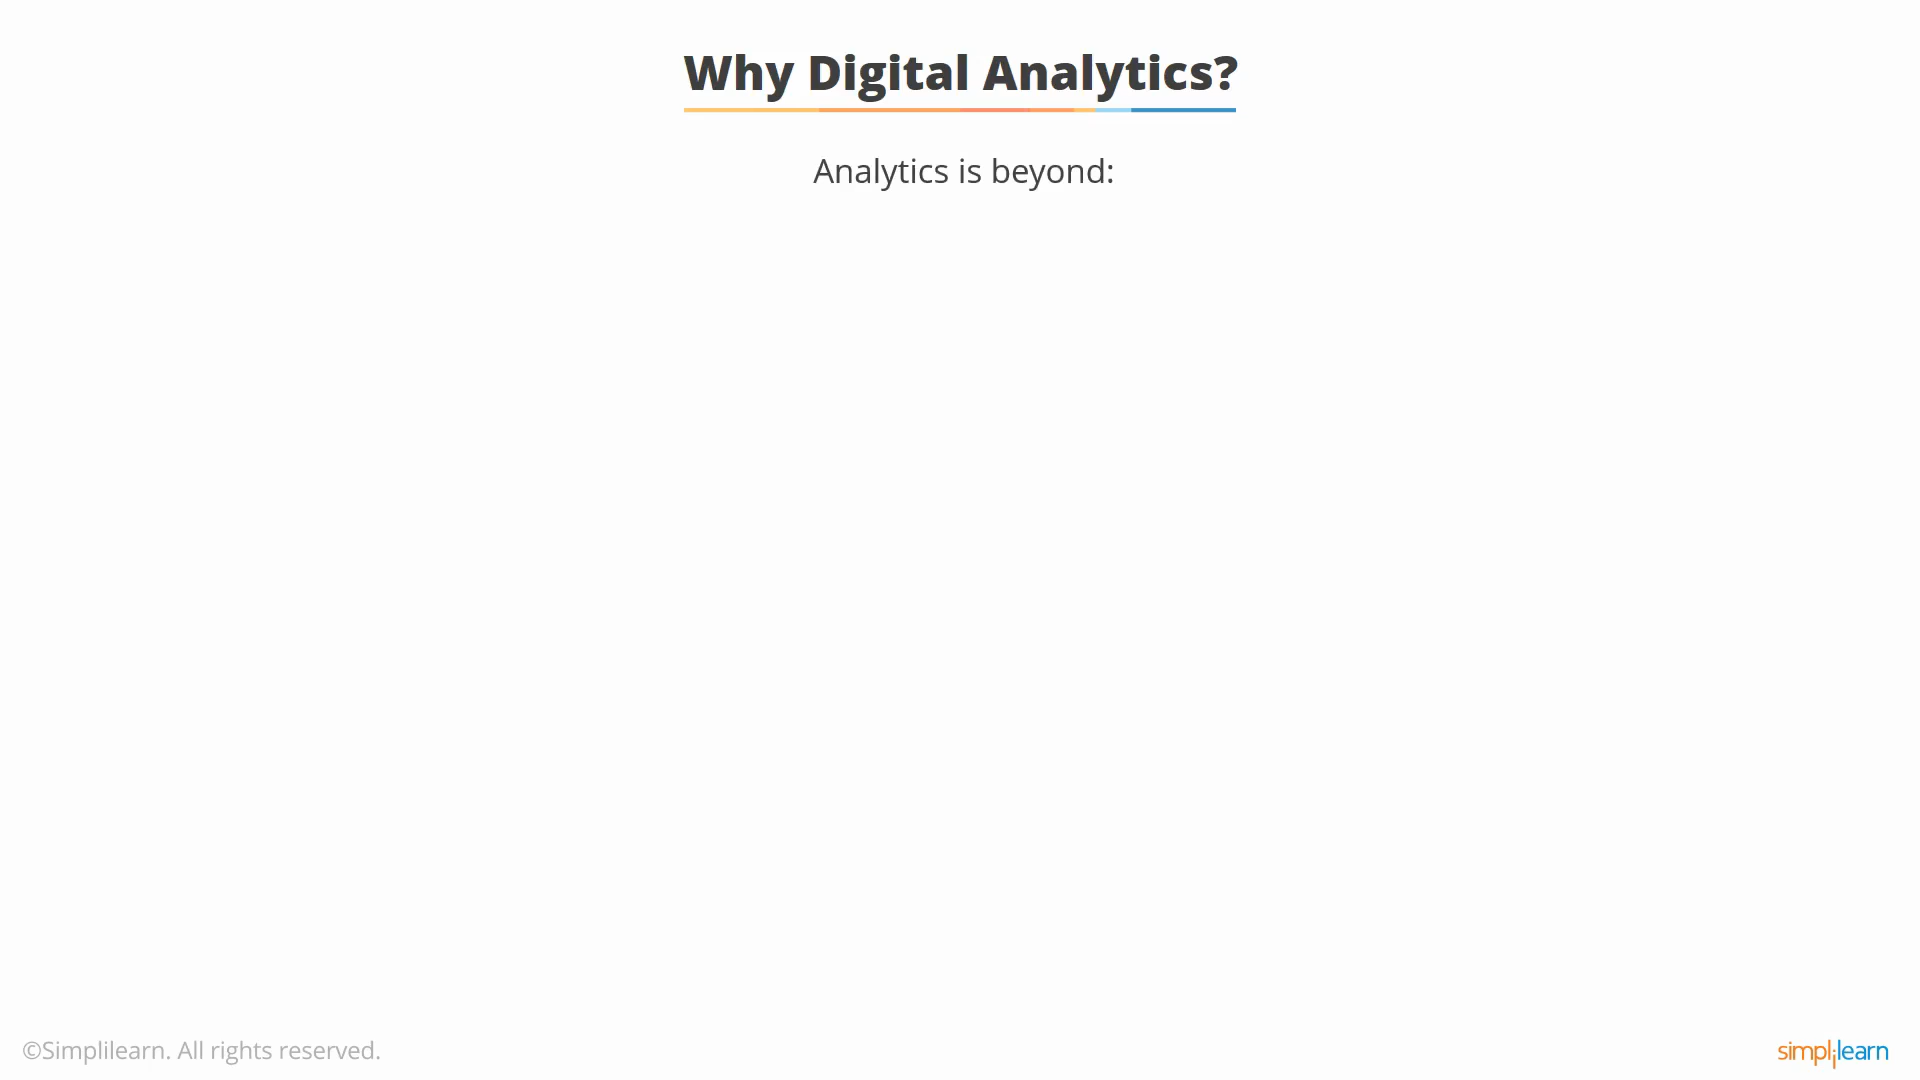 Why Digital Analytics?
Analytics is beyond:
©Simplilearn. All rights reserved.
simplilearn